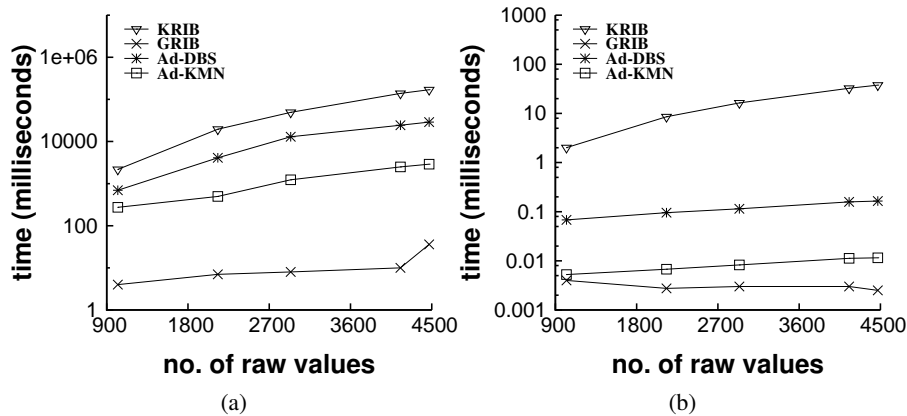 KRIB
GRIB
Ad-DBS
Ad-KMN
1e+06
10000
100
1
900 1800 2700 3600 4500
time (milliseconds)
no. of raw values
(a)
KRIB
GRIB
Ad-DBS
Ad-KMN
1000
100
10
1
0.1
0.01
0.001
900 1800 2700 3600 4500
time (milliseconds)
no. of raw values
(b)